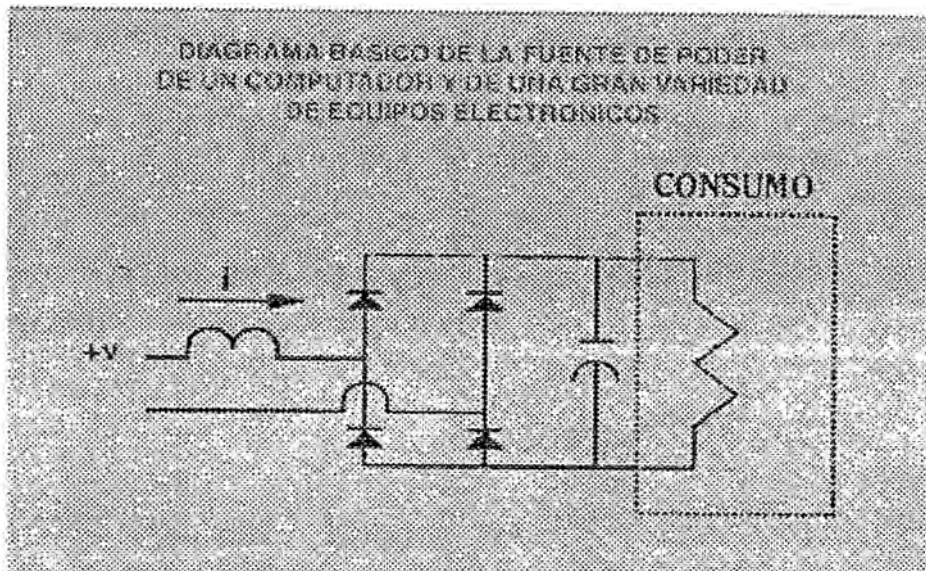 DIAGRAMA BASICO DE LA FUENTE DE PODER
DE UN COMPUTADOR Y DE UNA GRAN VARIEDAD
DE EQUIPOS ELECTRONICOS
CONSUMO
i
+v